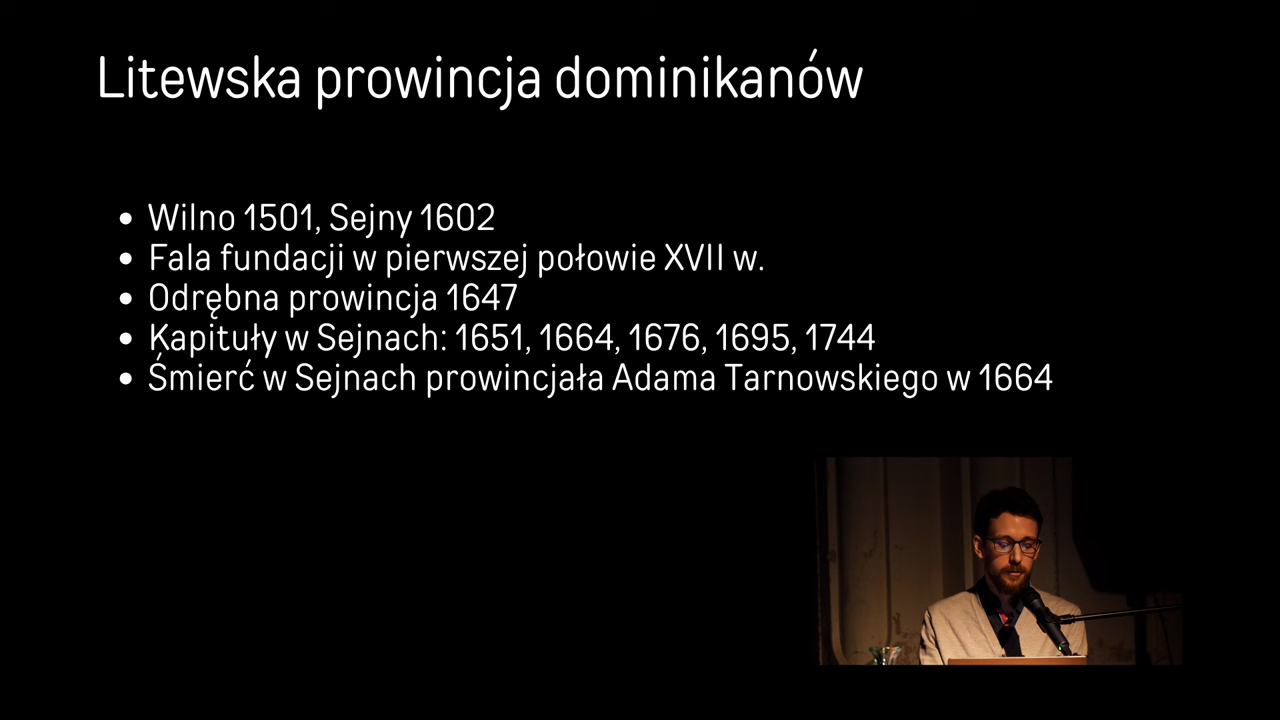 Litewska prowincja dominikanów
• Wilno 1501, Sejny 1602
• Fala fundacji w pierwszej połowie XVII w.
• Odrębna prowincja 1647
• Kapituły w Sejnach: 1651, 1664, 1676, 1695, 1744
• Śmierć w Sejnach prowincjała Adama Tarnowskiego w 1664